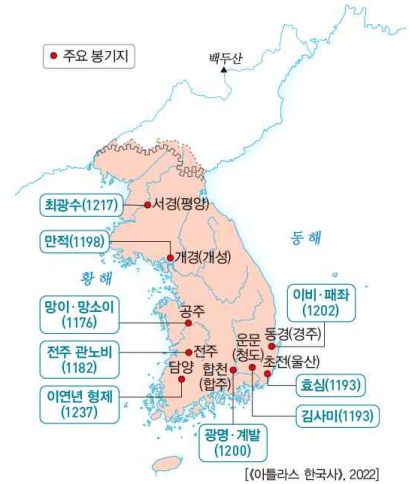 주요 봉기지
백두산
최광수(1217)
서경(평양)
만적(1198)
개경(개성)
동해
황해
이비·패좌
(1202)
망이·망소이
(1176)
공주
동경(경주)
운문
(청도)
초전(울산)
전주 관노비
(1182)
전주
담양
합천
(합주)
효심(1193)
이연년 형제
(1237)
김사미(1193)
광명·계발
(1200)
[《아틀라스 한국사》, 2022]